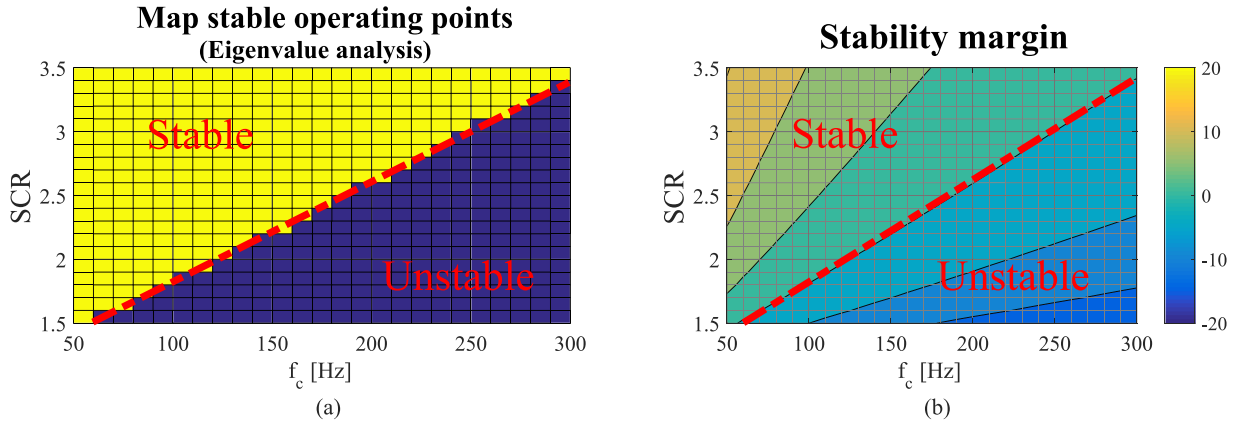 Map stable operating points
(Eigenvalue analysis)
3.5
3
2.5
2
1.5
SCR
Stable
Unstable
50
100
150
200
250
300
f_c [Hz]
(a)
Stability margin
3.5
3
2.5
2
1.5
SCR
Stable
Unstable
50
100
150
200
250
300
f_c [Hz]
(b)
20
10
0
-10
-20